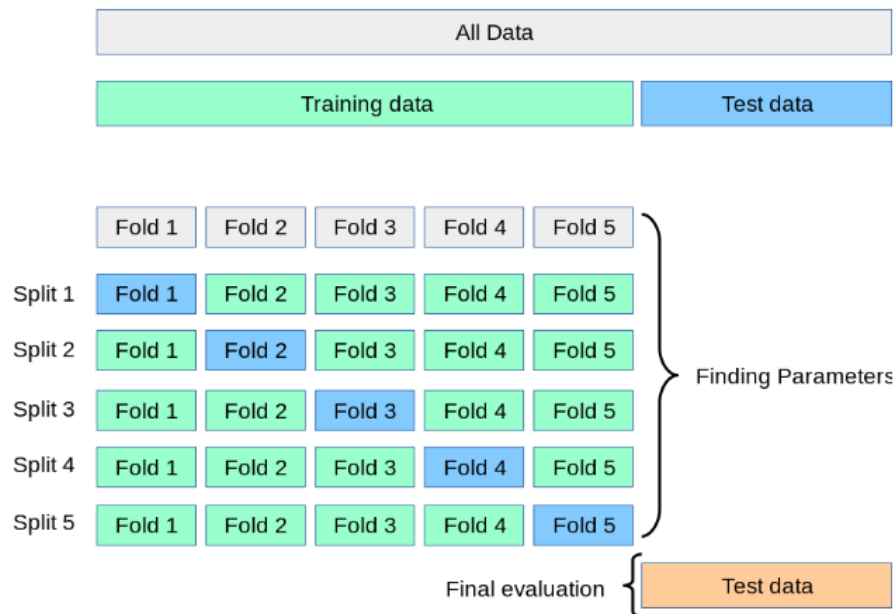 All Data
Training data Test data
Fold 1 Fold 2 Fold 3 Fold 4 Fold 5
Split 1 Fold 1 Fold 2 Fold 3 Fold 4 Fold 5
Split 2 Fold 1 Fold 2 Fold 3 Fold 4 Fold 5
Finding Parameters
Split 3 Fold 1 Fold 2 Fold 3 Fold 4 Fold 5
Split 4 Fold 1 Fold 2 Fold 3 Fold 4 Fold 5
Split 5 Fold 1 Fold 2 Fold 3 Fold 4 Fold 5
Final evaluation Test data